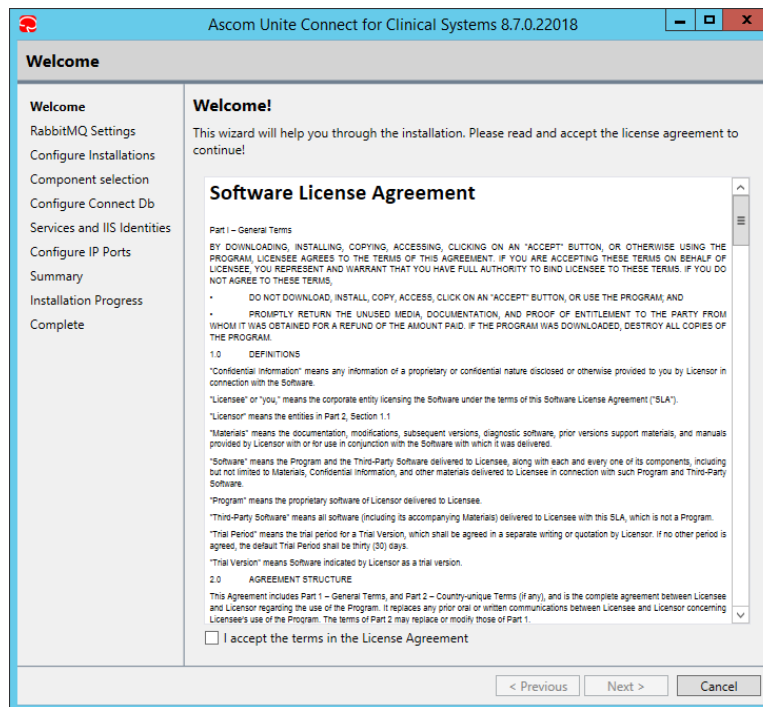 Ascom Unite Connect for Clinical Systems 8.7.0.22018
Welcome
Welcome
RabbitMQ Settings
Configure Installations
Component selection
Configure Connect Db
Services and IIS Identities
Configure IP Ports
Summary
Installation Progress
Complete
Welcome!
This wizard will help you through the installation. Please read and accept the license agreement to
continue!
Software License Agreement
Part I – General Terms
BY DOWNLOADING, INSTALLING, COPYING, ACCESSING, CLICKING ON AN "ACCEPT" BUTTON, OR OTHERWISE USING THE
PROGRAM, LICENSEE AGREES TO THE TERMS OF THIS AGREEMENT. IF YOU ARE ACCEPTING THESE TERMS ON BEHALF OF
LICENSEE, YOU REPRESENT AND WARRANT THAT YOU HAVE FULL AUTHORITY TO BIND LICENSEE TO THESE TERMS. IF YOU DO
NOT AGREE TO THESE TERMS,
• DO NOT DOWNLOAD, INSTALL, COPY, ACCESS, CLICK ON AN "ACCEPT" BUTTON, OR USE THE PROGRAM; AND
• PROMPTLY RETURN THE UNUSED MEDIA, DOCUMENTATION, AND PROOF OF ENTITLEMENT TO THE PARTY FROM
WHOM IT WAS OBTAINED FOR A REFUND OF THE AMOUNT PAID. IF THE PROGRAM WAS DOWNLOADED, DESTROY ALL COPIES OF
THE PROGRAM.
1.0 DEFINITIONS
"Confidential Information" means any information of a proprietary or confidential nature disclosed or otherwise provided to you by Licensor in
connection with the Software.
"Licensee" or "you," means the corporate entity licensing the Software under the terms of this Software License Agreement ("SLA").
"Licensor" means the entities in Part 2, Section 1.1
"Materials" means the documentation, modifications, subsequent versions, diagnostic software, prior versions support materials, and manuals
provided by Licensor with or for use in conjunction with the Software with which it was delivered.
"Software" means the Program and the Third-Party Software delivered to Licensee, along with each and every one of its components, including
but not limited to Materials, Confidential Information, and other materials delivered to Licensee in connection with such Program and Third-Party
Software.
"Program" means the proprietary software of Licensor delivered to Licensee.
"Third-Party Software" means all software (including its accompanying Materials) delivered to Licensee with this SLA, which is not a Program.
"Trial Period" means the trial period for a Trial Version, which shall be agreed in a separate writing or quotation by Licensor. If no other period is
agreed, the default Trial Period shall be thirty (30) days.
"Trial Version" means Software indicated by Licensor as a trial version.
2.0 AGREEMENT STRUCTURE
This Agreement includes Part 1 – General Terms, and Part 2 – Country-unique Terms (if any), and is the complete agreement between Licensee
and Licensor regarding the use of the Program. It replaces any prior oral or written communications between Licensee and Licensor concerning
Licensee's use of the Program. The terms of Part 2 may replace or modify those of Part 1.
I accept the terms in the License Agreement
< Previous
Next >
Cancel